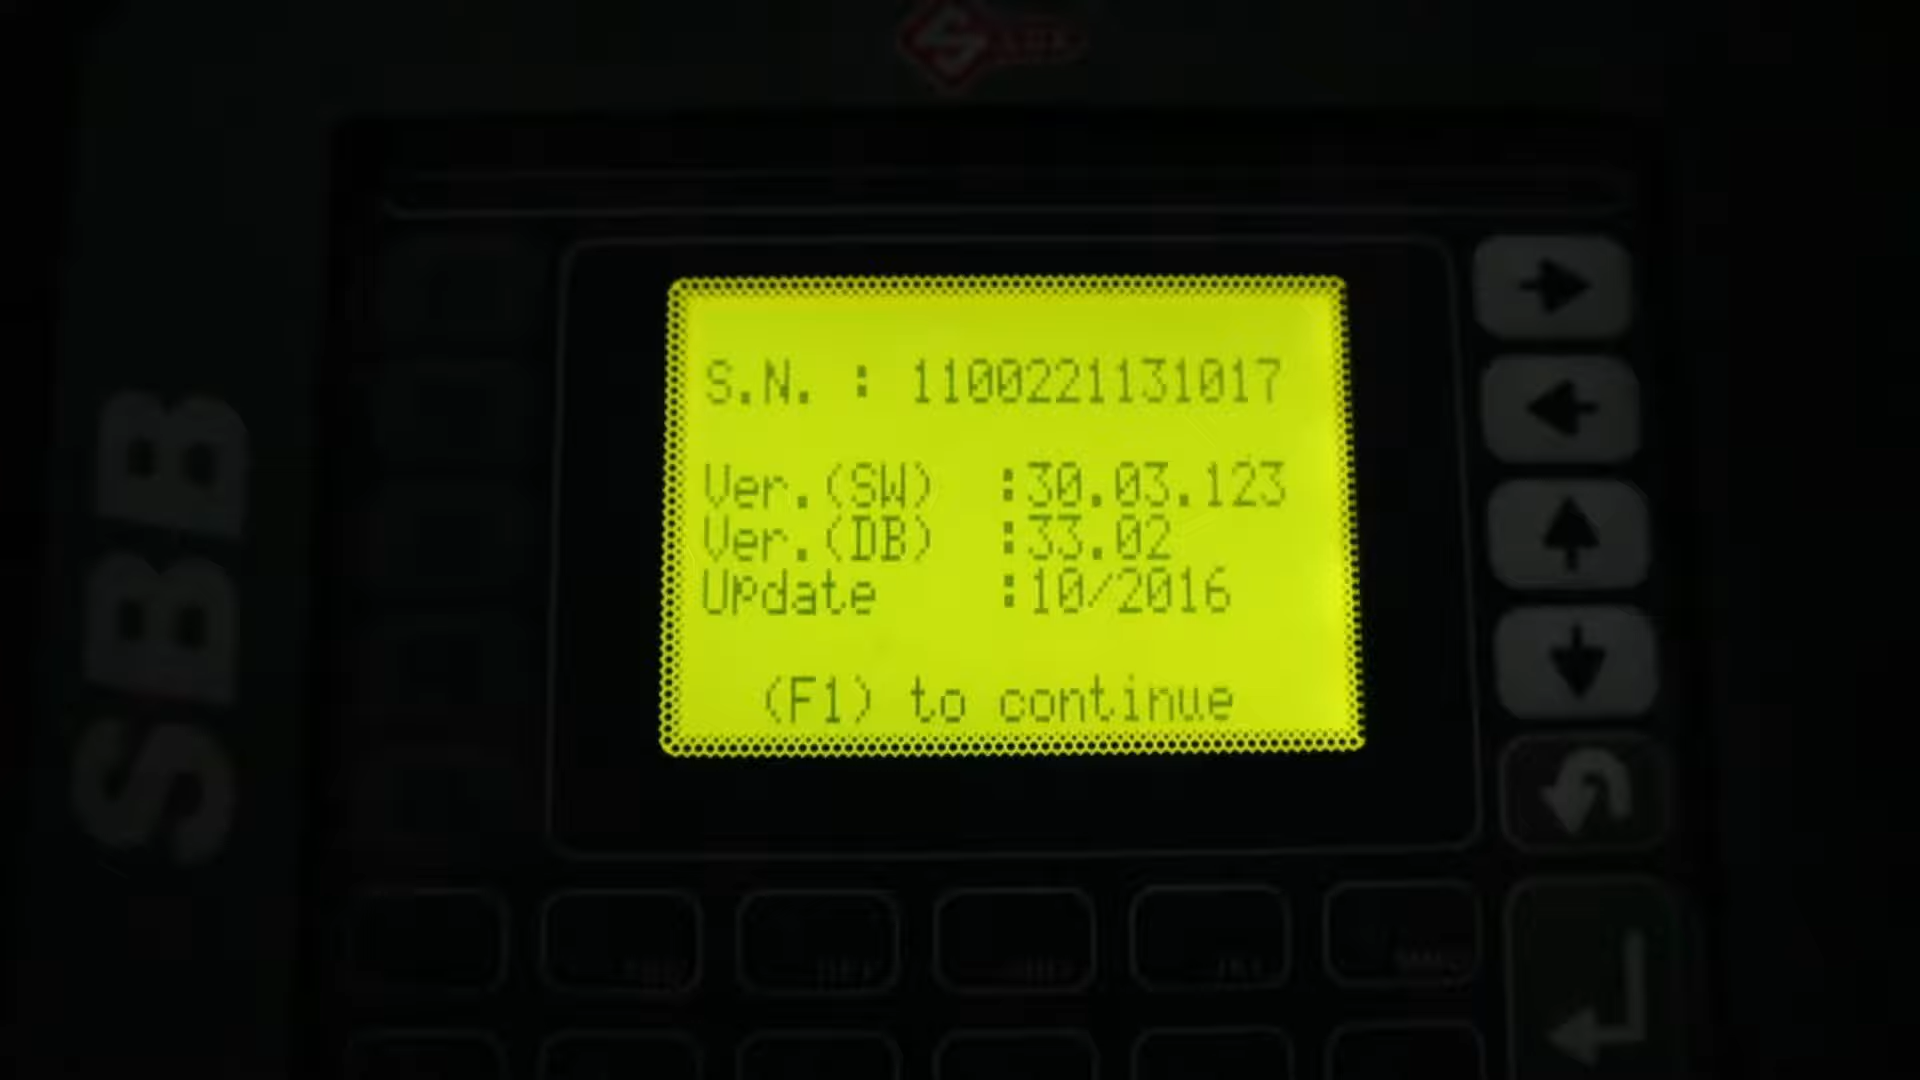 S.N. : 1100221131017
Ver.(SW) :30.03.123
Ver.(DB) :33.02
Update :10/2016
(F1) to continue
SBB